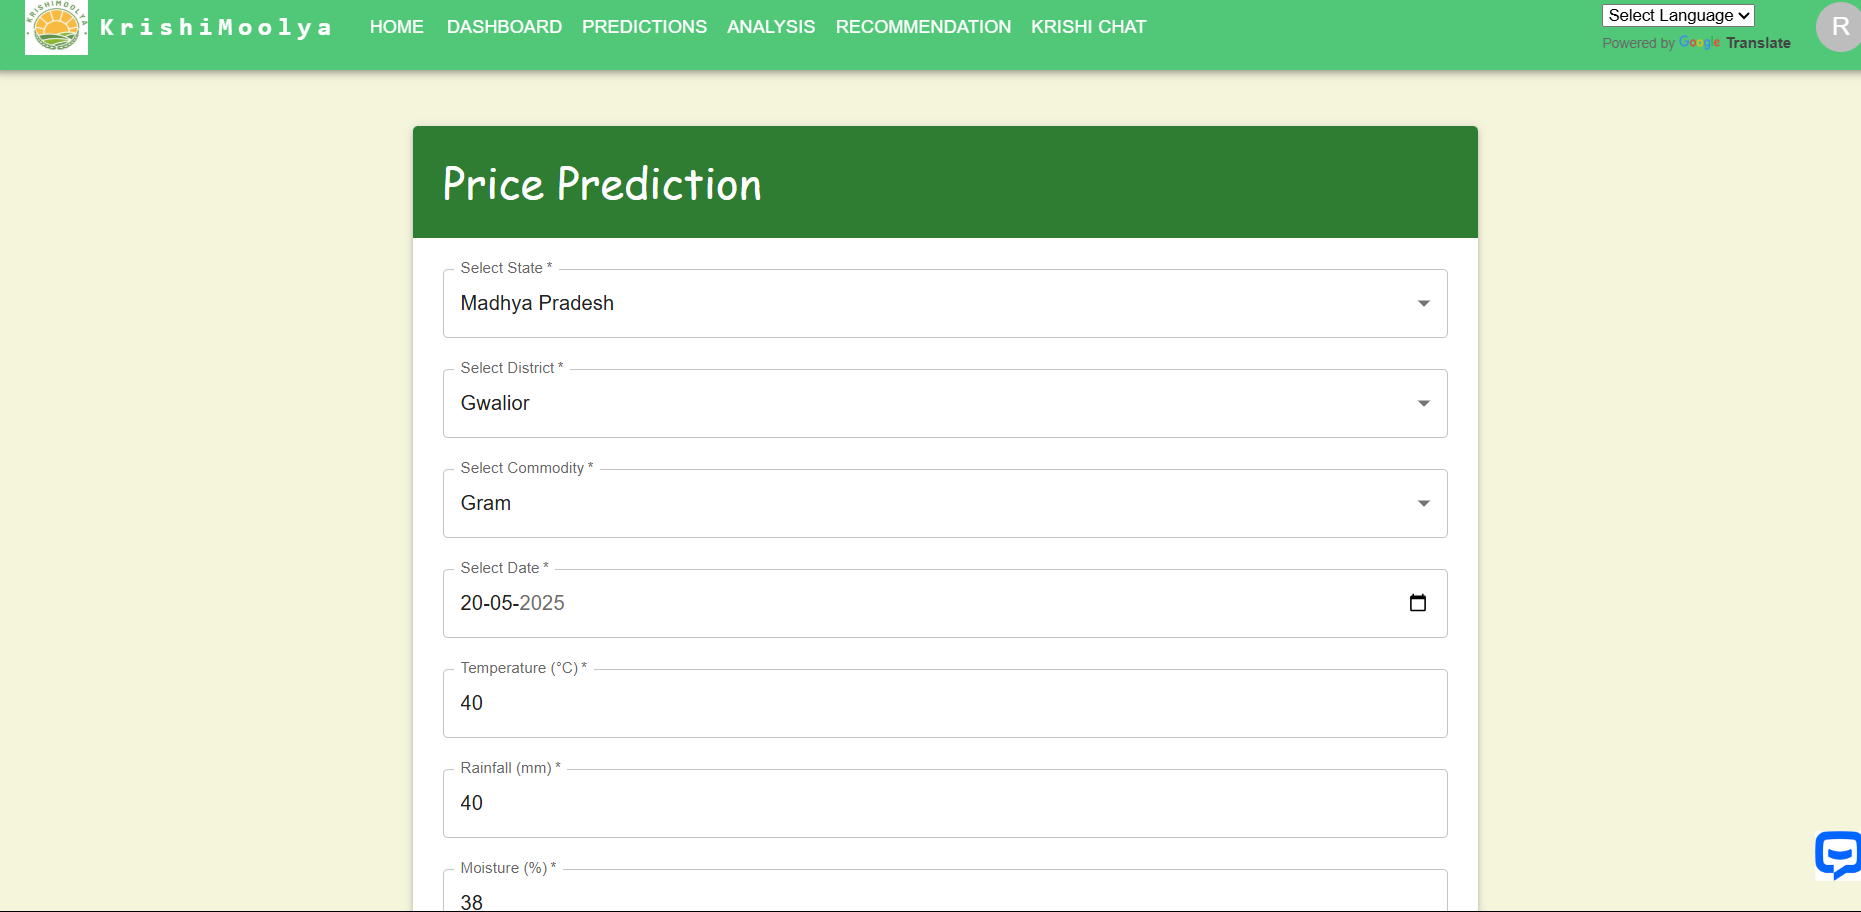 KRISHIMOOLYA
KrishiMoolya HOME DASHBOARD PREDICTIONS ANALYSIS RECOMMENDATION KRISHI CHAT
Select Language
Powered by Google Translate
R
Price Prediction
Select State *
Madhya Pradesh
Select District *
Gwalior
Select Commodity *
Gram
Select Date *
20-05-2025
Temperature (°C) *
40
Rainfall (mm) *
40
Moisture (%) *
38